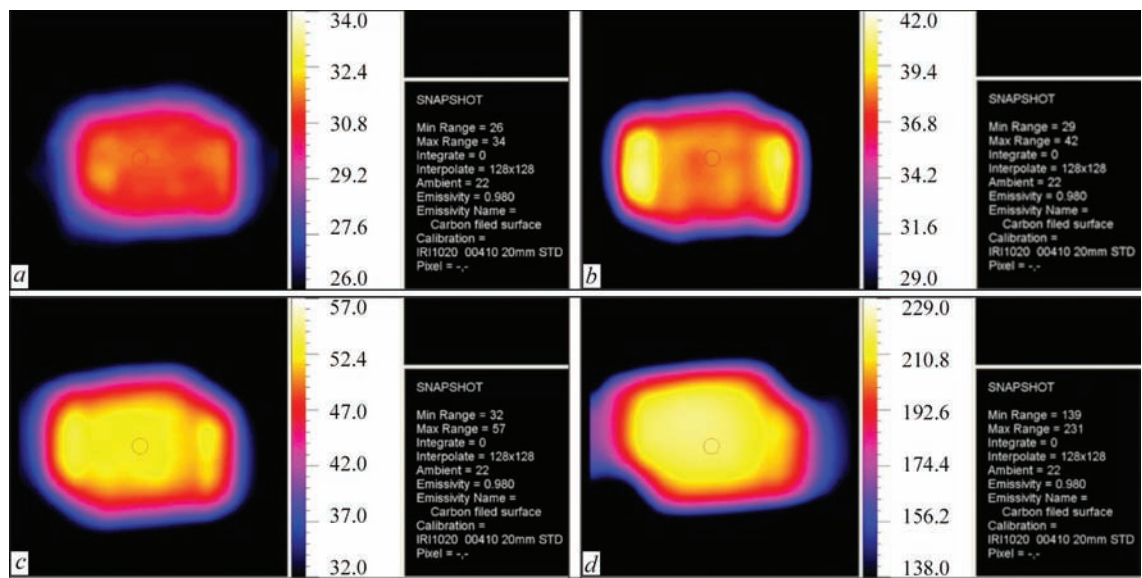 34.0
32.4
30.8
29.2
27.6
26.0
SNAPSHOT
Min Range = 26
Max Range = 34
Integrate = 0
Interpolate = 128x128
Ambient = 22
Emissivity = 0.980
Emissivity Name =
Carbon filed surface
Calibration =
IRI1020 00410 20mm STD
Pixel = -,-
a
42.0
39.4
36.8
34.2
31.6
29.0
SNAPSHOT
Min Range = 29
Max Range = 42
Integrate = 0
Interpolate = 128x128
Ambient = 22
Emissivity = 0.980
Emissivity Name =
Carbon filed surface
Calibration =
IRI1020 00410 20mm STD
Pixel = -,-
b
57.0
52.4
47.0
42.0
37.0
32.0
SNAPSHOT
Min Range = 32
Max Range = 57
Integrate = 0
Interpolate = 128x128
Ambient = 22
Emissivity = 0.980
Emissivity Name =
Carbon filed surface
Calibration =
IRI1020 00410 20mm STD
Pixel = -,-
c
229.0
210.8
192.6
174.4
156.2
138.0
SNAPSHOT
Min Range = 139
Max Range = 231
Integrate = 0
Interpolate = 128x128
Ambient = 22
Emissivity = 0.980
Emissivity Name =
Carbon filed surface
Calibration =
IRI1020 00410 20mm STD
Pixel = -,-
d